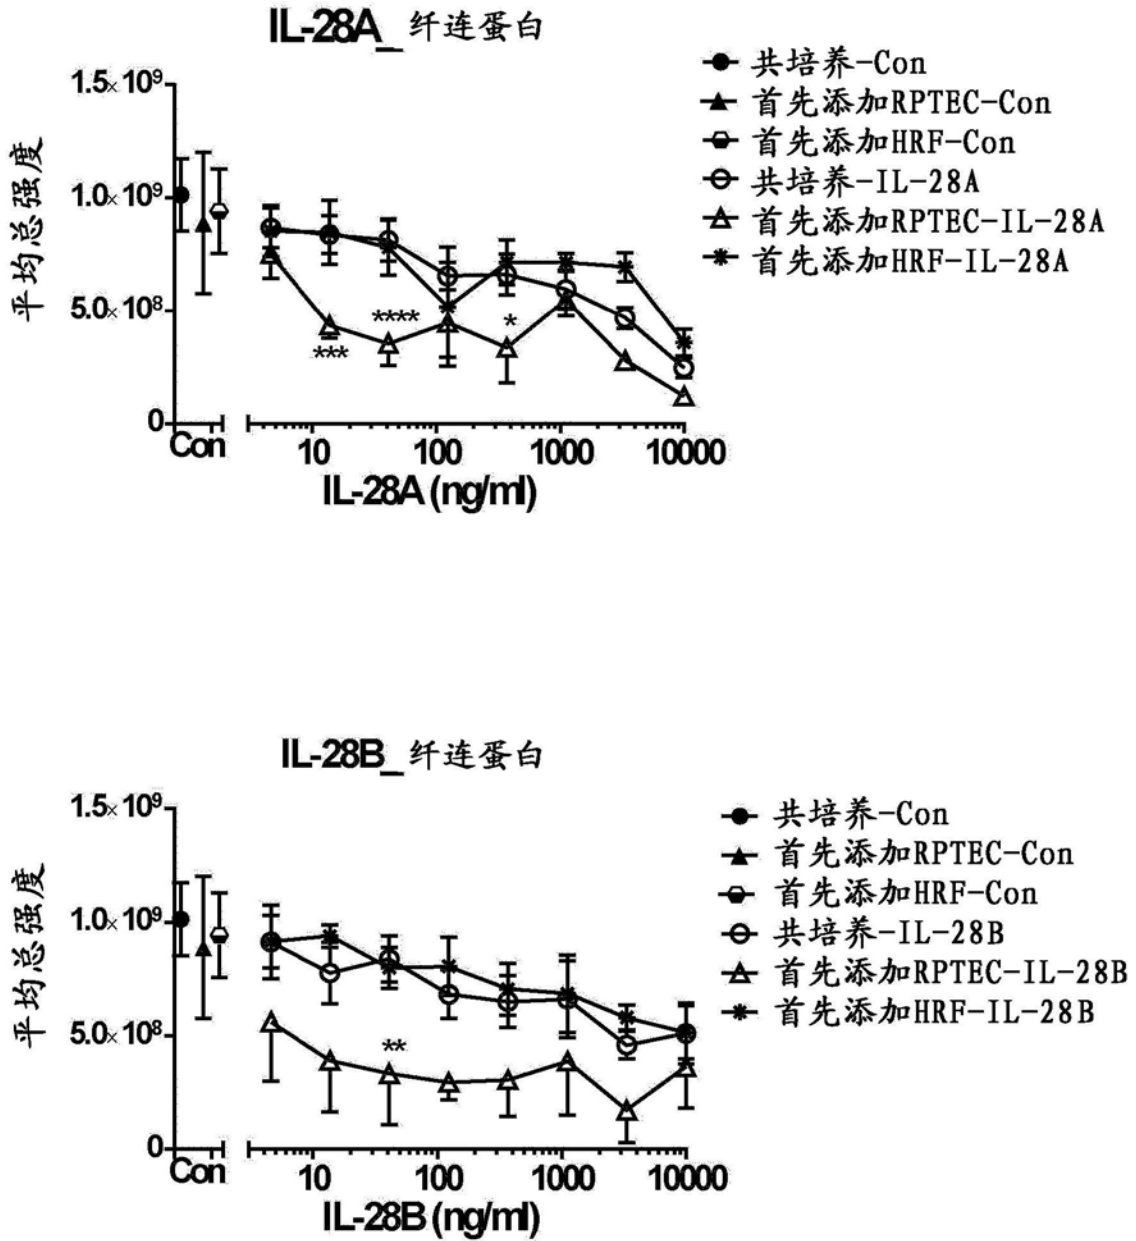 IL-28A_ 纤连蛋白
1.5×10⁹
1.0×10⁹
5.0×10⁸
0
平均总强度
Con
10
100
1000
10000
IL-28A (ng/ml)
***
****
*
共培养-Con
首先添加RPTEC-Con
首先添加HRF-Con
共培养-IL-28A
首先添加RPTEC-IL-28A
首先添加HRF-IL-28A
IL-28B_ 纤连蛋白
1.5×10⁹
1.0×10⁹
5.0×10⁸
0
平均总强度
Con
10
100
1000
10000
IL-28B (ng/ml)
**
共培养-Con
首先添加RPTEC-Con
首先添加HRF-Con
共培养-IL-28B
首先添加RPTEC-IL-28B
首先添加HRF-IL-28B